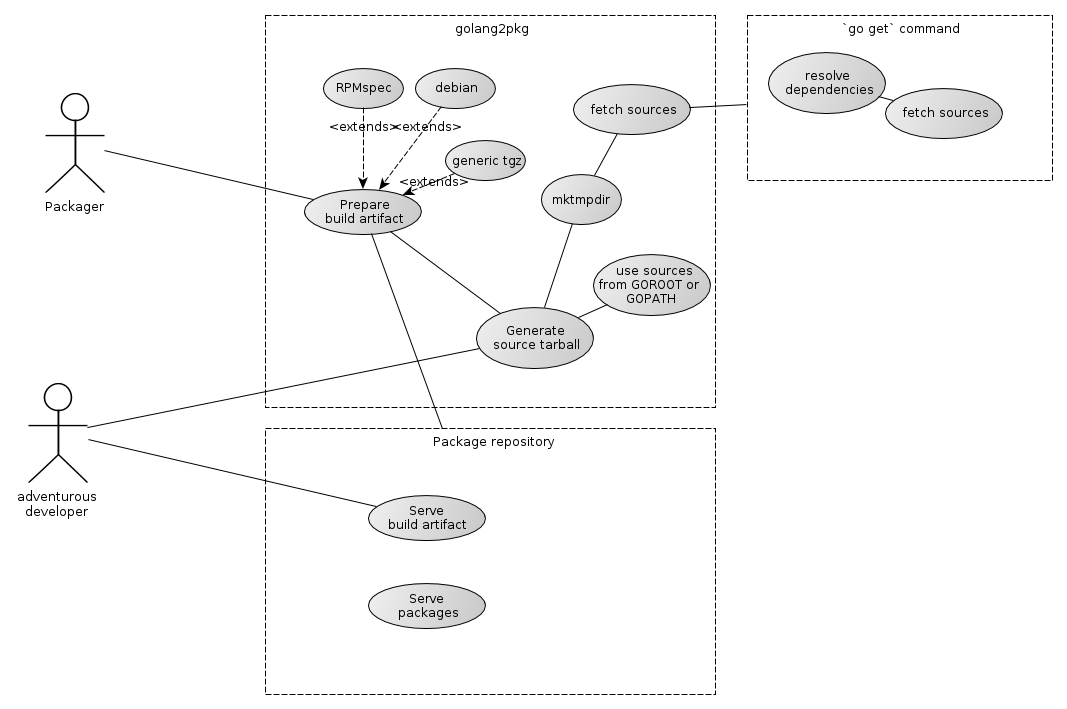 golang2pkg
`go get` command
RPMspec
debian
resolve
dependencies
fetch sources
fetch sources
<extends>
<extends>
generic tgz
<extends>
Packager
Prepare
build artifact
mktmpdir
use sources
from GOROOT or
GOPATH
Generate
source tarball
Package repository
adventurous
developer
Serve
build artifact
Serve
packages